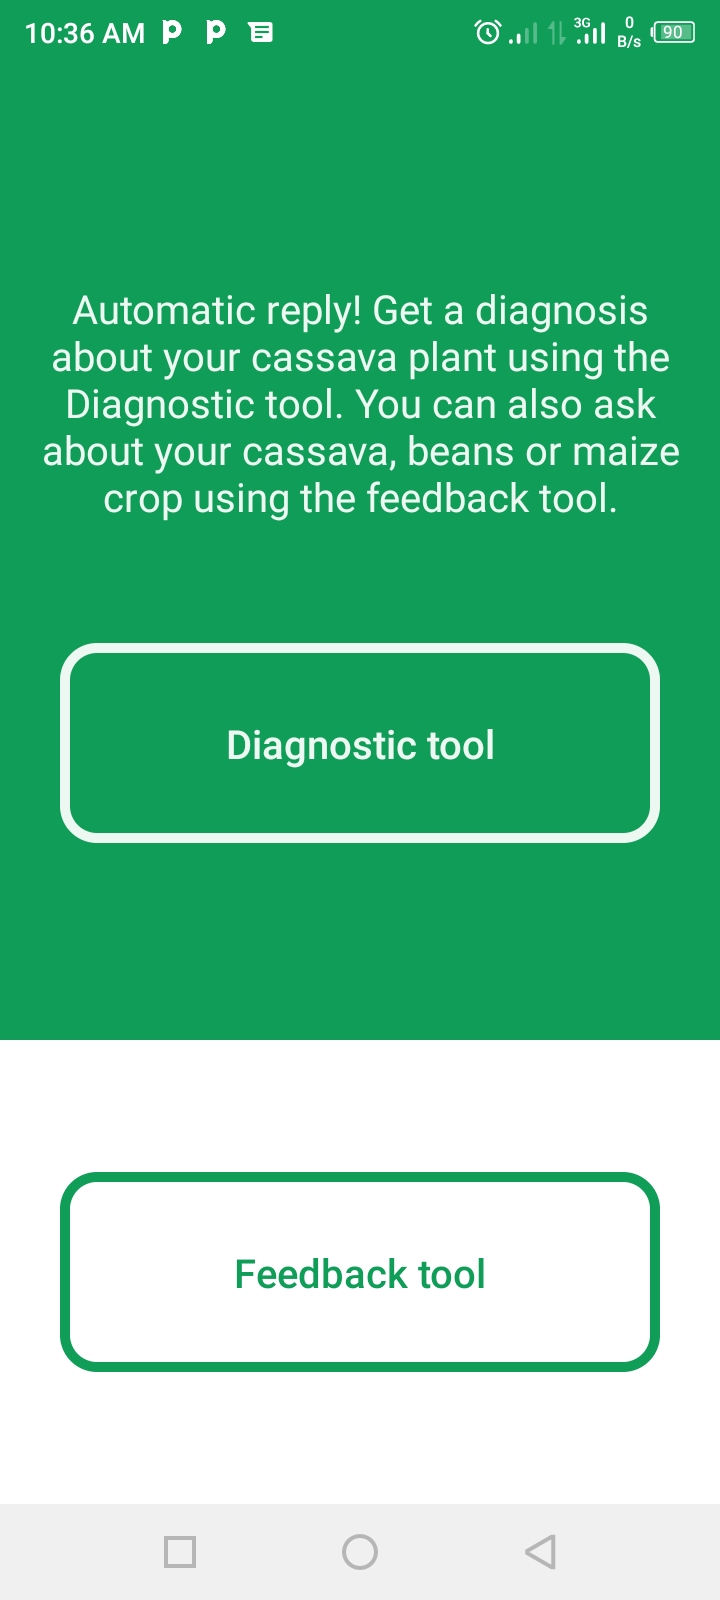 10:36 AM
3G 0 B/s 90
Automatic reply! Get a diagnosis
about your cassava plant using the
Diagnostic tool. You can also ask
about your cassava, beans or maize
crop using the feedback tool.
Diagnostic tool
Feedback tool